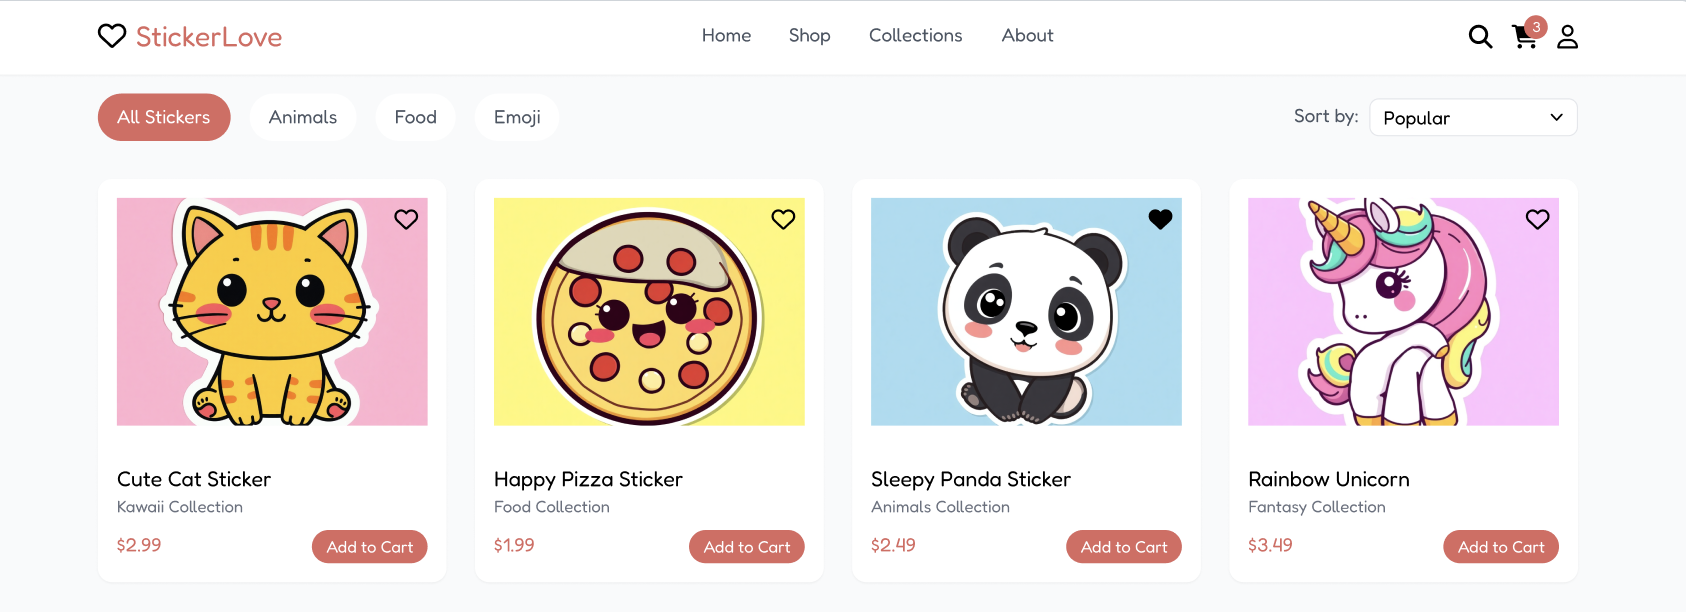 StickerLove
Home Shop Collections About
3
All Stickers Animals Food Emoji
Sort by: Popular
Cute Cat Sticker
Kawaii Collection
$2.99 Add to Cart
Happy Pizza Sticker
Food Collection
$1.99 Add to Cart
Sleepy Panda Sticker
Animals Collection
$2.49 Add to Cart
Rainbow Unicorn
Fantasy Collection
$3.49 Add to Cart